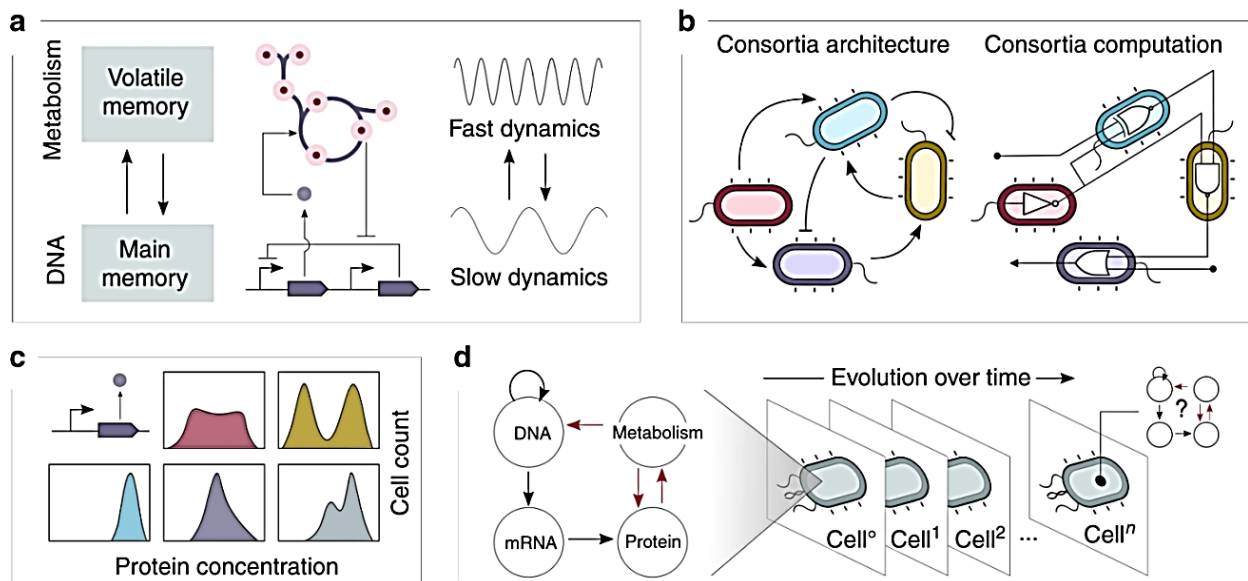 a
Metabolism
DNA
Volatile
memory
Main
memory
Fast dynamics
Slow dynamics
b
Consortia architecture
Consortia computation
c
Cell count
Protein concentration
d
DNA
Metabolism
mRNA
Protein
Evolution over time
?
Cell°
Cell¹
Cell²
...
Cellⁿ